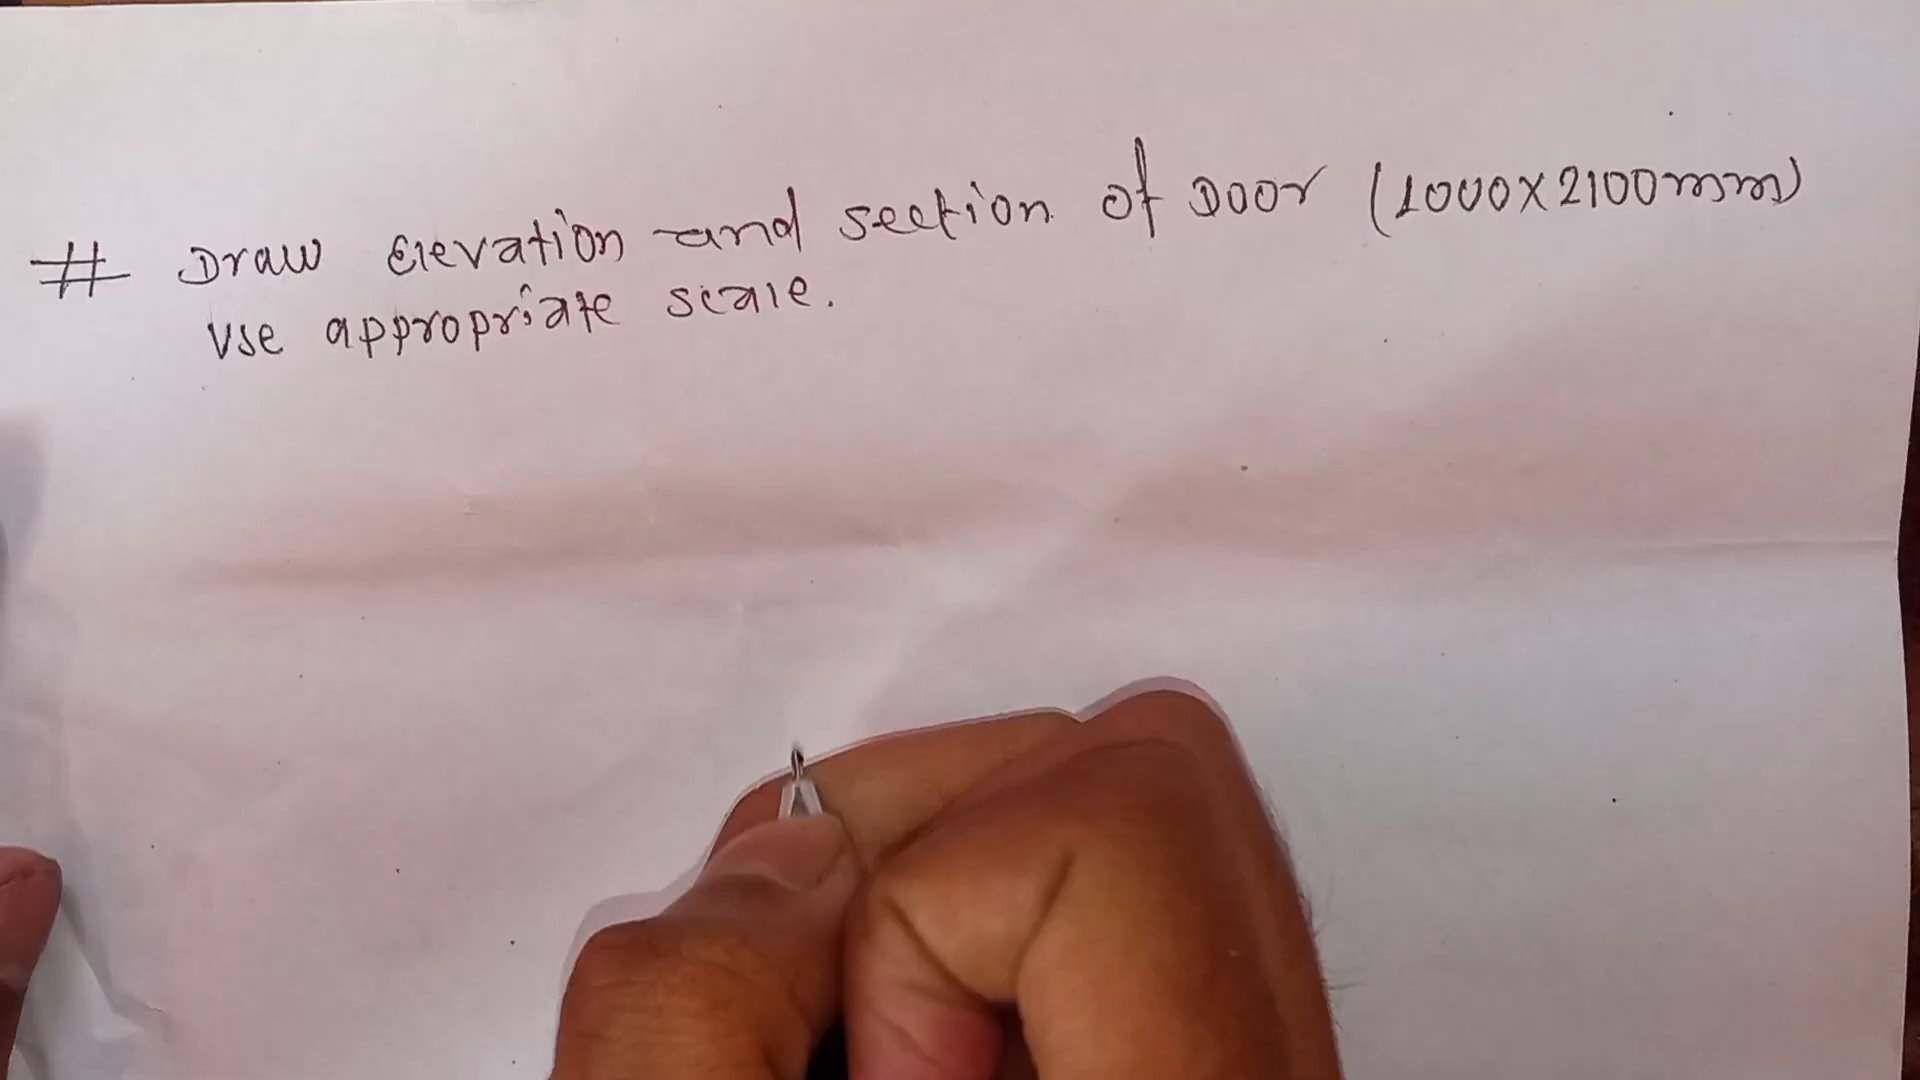 # Draw Elevation and section of Door (1000X2100mm)
Use appropriate scale.